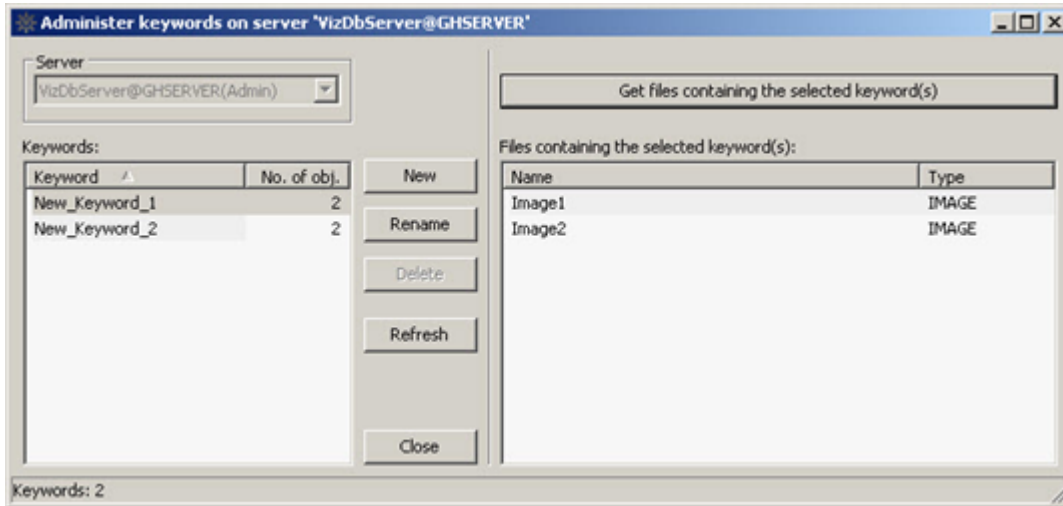 Administer keywords on server 'VizDbServer@GHSERVER'
Server
VizDbServer@GHSERVER(Admin)
Get files containing the selected keyword(s)
Keywords:
Keyword No. of obj.
New_Keyword_1 2
New_Keyword_2 2
New
Rename
Delete
Refresh
Close
Files containing the selected keyword(s):
Name Type
Image1 IMAGE
Image2 IMAGE
Keywords: 2